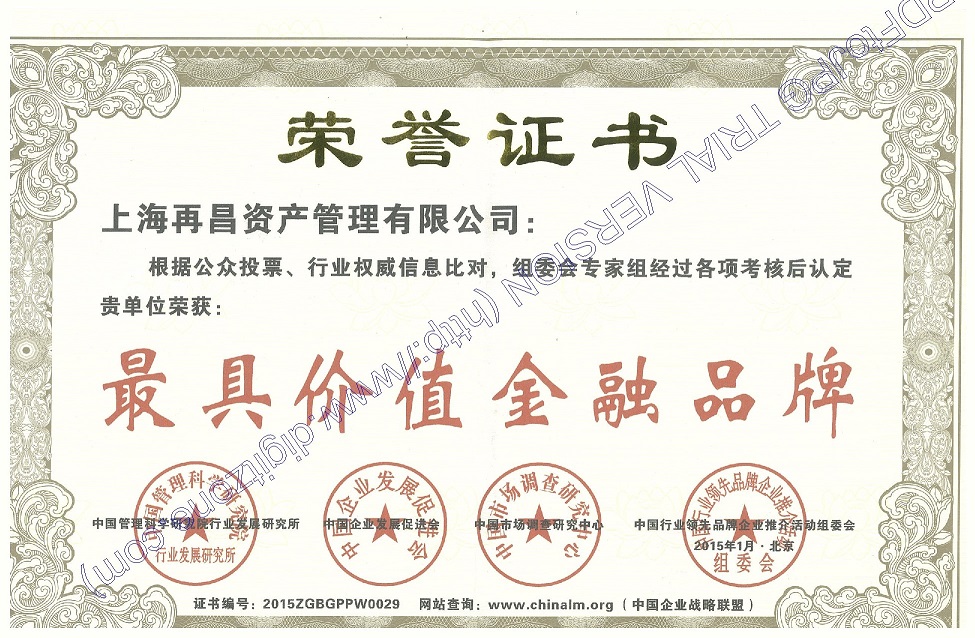 荣誉证书
上海再昌资产管理有限公司：
根据公众投票、行业权威信息比对，组委会专家组经过各项考核后认定
贵单位荣获：
最具价值金融品牌
中国管理科学研究院
行业发展研究所
中国企业发展促进会
中国市场调查研究中心
中国行业领先品牌企业推介活动
组委会
中国管理科学研究院行业发展研究所 中国企业发展促进会 中国市场调查研究中心 中国行业领先品牌企业推介活动组委会
2015年1月·北京
证书编号：2015ZGBGPPW0029 网站查询：www.chinalm.org（中国企业战略联盟）
PDFtoJPG TRIAL VERSION (http://www.digitzone.com)